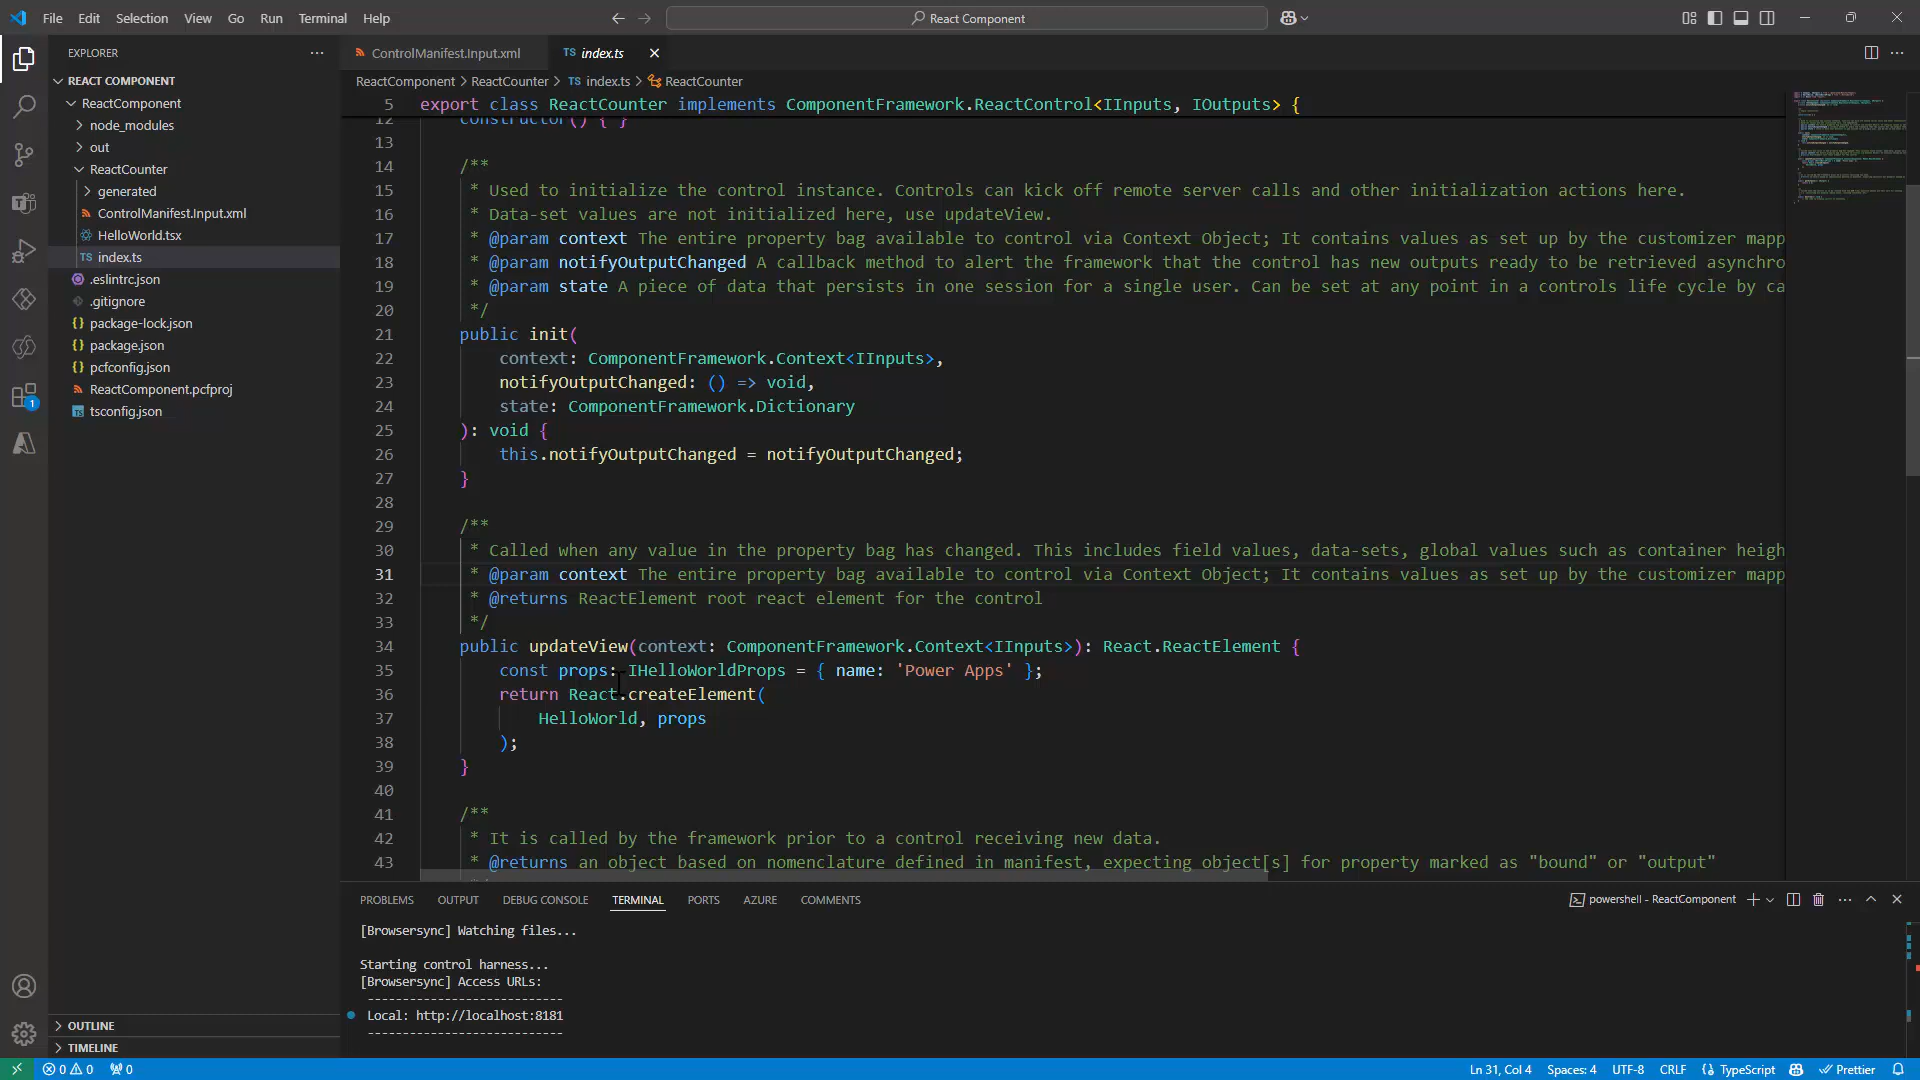 File Edit Selection View Go Run Terminal Help
React Component
EXPLORER
REACT COMPONENT
ReactComponent
node_modules
out
ReactCounter
generated
ControlManifest.Input.xml
HelloWorld.tsx
TS index.ts
.eslintrc.json
.gitignore
{} package-lock.json
{} package.json
{} pcfconfig.json
ReactComponent.pcfproj
TS tsconfig.json
1
OUTLINE
TIMELINE
ControlManifest.Input.xml
TS index.ts
ReactComponent > ReactCounter > TS index.ts > ReactCounter
5 export class ReactCounter implements ComponentFramework.ReactControl<IInputs, IOutputs> {
12 constructor() { }
13
14 /**
15 * Used to initialize the control instance. Controls can kick off remote server calls and other initialization actions here.
16 * Data-set values are not initialized here, use updateView.
17 * @param context The entire property bag available to control via Context Object; It contains values as set up by the customizer mapp
18 * @param notifyOutputChanged A callback method to alert the framework that the control has new outputs ready to be retrieved asynchro
19 * @param state A piece of data that persists in one session for a single user. Can be set at any point in a controls life cycle by ca
20 */
21 public init(
22 context: ComponentFramework.Context<IInputs>,
23 notifyOutputChanged: () => void,
24 state: ComponentFramework.Dictionary
25 ): void {
26 this.notifyOutputChanged = notifyOutputChanged;
27 }
28
29 /**
30 * Called when any value in the property bag has changed. This includes field values, data-sets, global values such as container heigh
31 * @param context The entire property bag available to control via Context Object; It contains values as set up by the customizer mapp
32 * @returns ReactElement root react element for the control
33 */
34 public updateView(context: ComponentFramework.Context<IInputs>): React.ReactElement {
35 const props: IHelloWorldProps = { name: 'Power Apps' };
36 return React.createElement(
37 HelloWorld, props
38 );
39 }
40
41 /**
42 * It is called by the framework prior to a control receiving new data.
43 * @returns an object based on nomenclature defined in manifest, expecting object[s] for property marked as "bound" or "output"
PROBLEMS OUTPUT DEBUG CONSOLE TERMINAL PORTS AZURE COMMENTS
powershell - ReactComponent
[Browsersync] Watching files...
Starting control harness...
[Browsersync] Access URLs:
---------------------------
Local: http://localhost:8181
---------------------------
0 0 0
Ln 31, Col 4 Spaces: 4 UTF-8 CRLF {} TypeScript Prettier